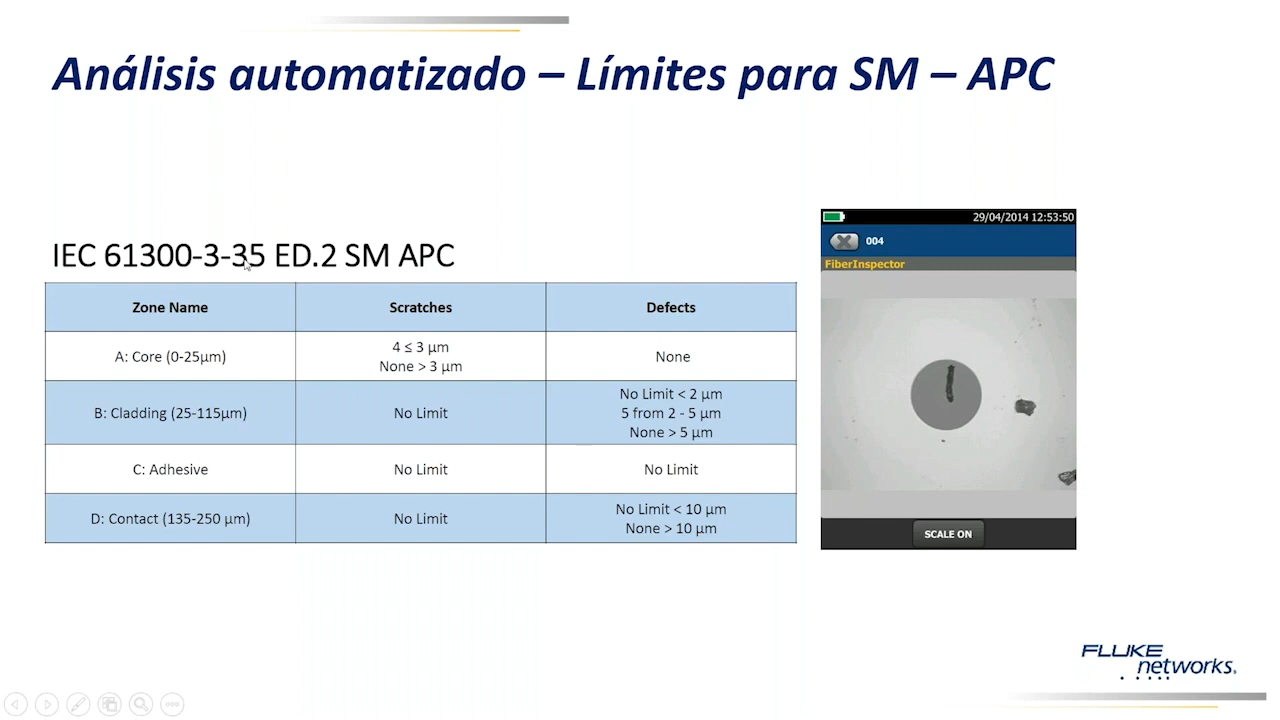 Análisis automatizado – Límites para SM – APC
IEC 61300-3-35 ED.2 SM APC
Zone Name
Scratches
Defects
A: Core (0-25µm)
4 ≤ 3 µm
None > 3 µm
None
B: Cladding (25-115µm)
No Limit
No Limit < 2 µm
5 from 2 - 5 µm
None > 5 µm
C: Adhesive
No Limit
No Limit
D: Contact (135-250 µm)
No Limit
No Limit < 10 µm
None > 10 µm
29/04/2014 12:53:50
004
FiberInspector
SCALE ON
FLUKE
networks.